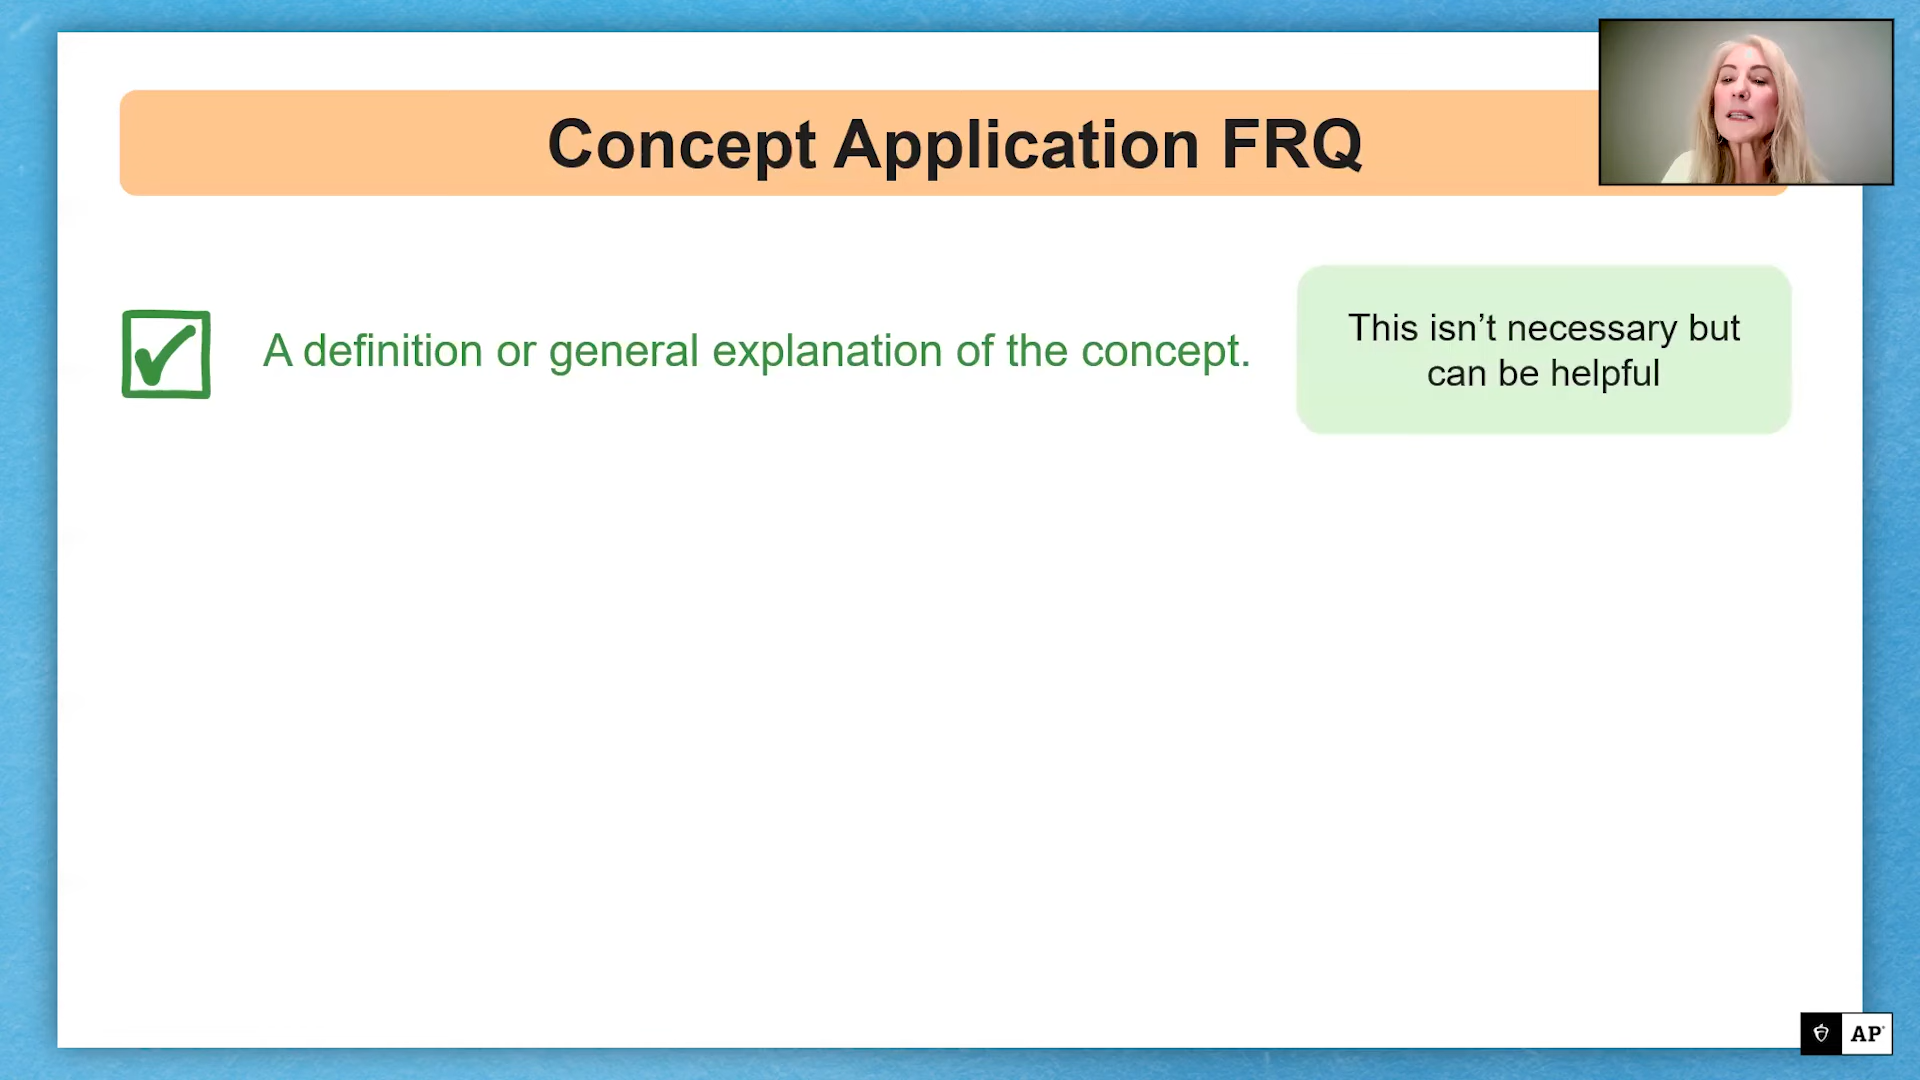 Concept Application FRQ
A definition or general explanation of the concept.
This isn’t necessary but
can be helpful
AP